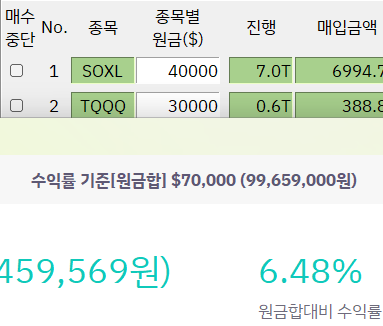 매수 중단 No. 종목 종목별 원금($) 진행 매입금액
1 SOXL 40000 7.0T 6994.7
2 TQQQ 30000 0.6T 388.8
수익률 기준[원금합] $70,000 (99,659,000원)
459,569원) 6.48%
원금합대비 수익률